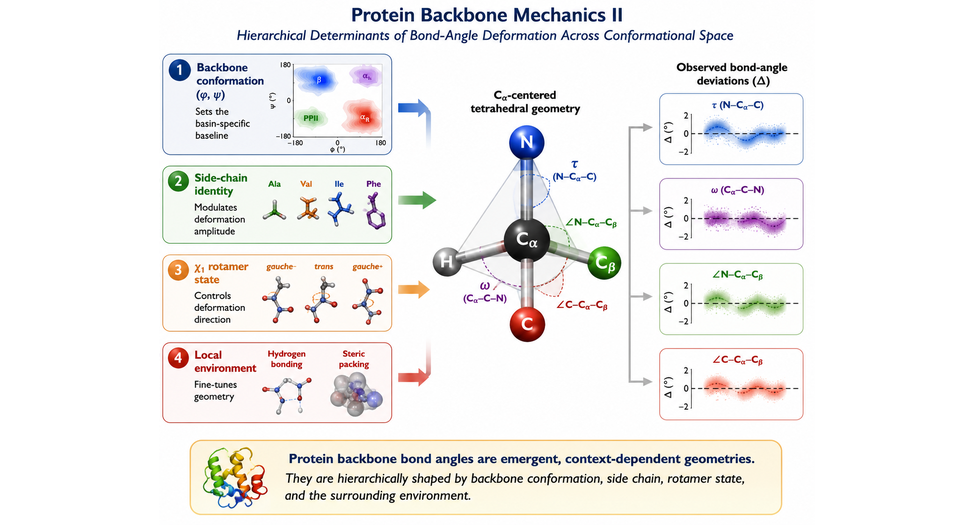 Protein Backbone Mechanics II
Hierarchical Determinants of Bond-Angle Deformation Across Conformational Space
1
Backbone
conformation
(φ, ψ)
Sets the
basin-specific
baseline
180
0
−180
ψ (°)
β
αL
PPII
αR
−180
0
180
φ (°)
2
Side-chain
identity
Modulates
deformation
amplitude
Ala
Val
Ile
Phe
3
χ1 rotamer
state
Controls
deformation
direction
gauche−
trans
gauche+
4
Local
environment
Fine-tunes
geometry
Hydrogen
bonding
Steric
packing
Cα-centered
tetrahedral geometry
N
τ
(N–Cα–C)
∠N–Cα–Cβ
Cα
H
Cβ
ω
(Cα–C–N)
∠C–Cα–Cβ
C
Observed bond-angle
deviations (Δ)
τ (N–Cα–C)
Δ (°)
2
0
−2
ω (Cα–C–N)
Δ (°)
2
0
−2
∠N–Cα–Cβ
Δ (°)
2
0
−2
∠C–Cα–Cβ
Δ (°)
2
0
−2
Protein backbone bond angles are emergent, context-dependent geometries.
They are hierarchically shaped by backbone conformation, side chain, rotamer state,
and the surrounding environment.